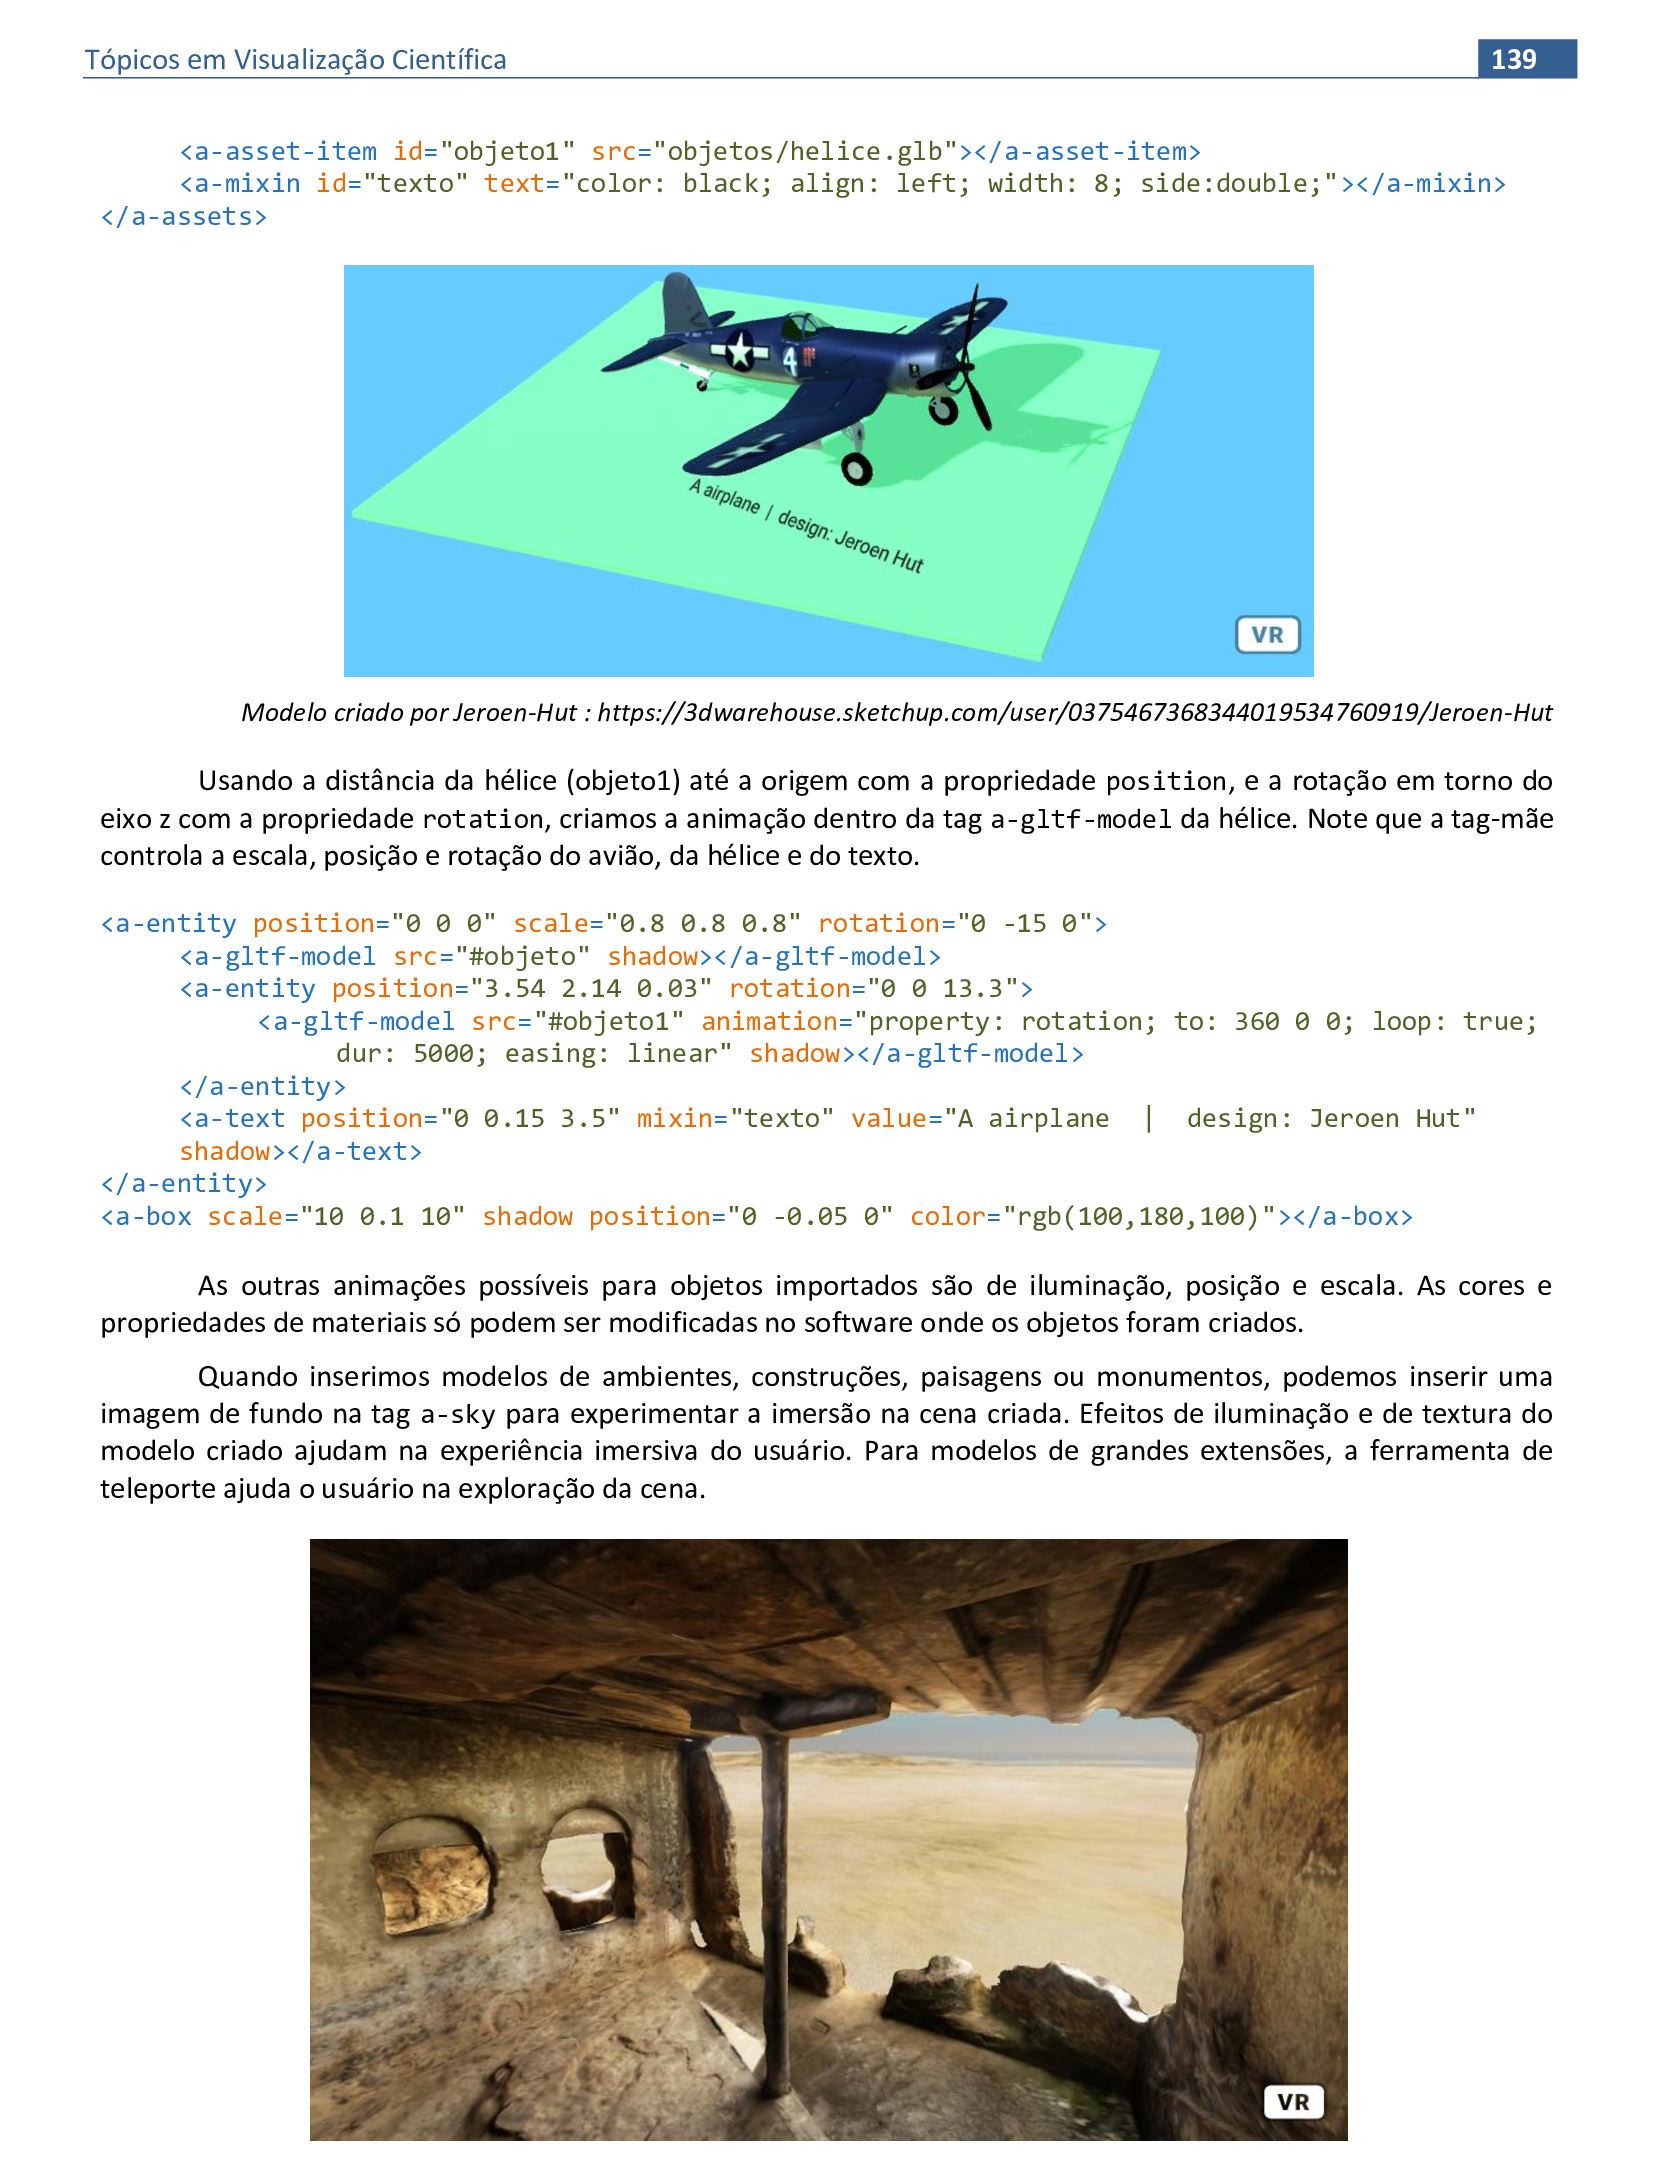 Tópicos em Visualização Científica 139
<a-asset-item id="objeto1" src="objetos/helice.glb"></a-asset-item>
<a-mixin id="texto" text="color: black; align: left; width: 8; side:double;"></a-mixin>
</a-assets>
4
A airplane | design: Jeroen Hut
VR
Modelo criado por Jeroen-Hut : https://3dwarehouse.sketchup.com/user/0375467368344019534760919/Jeroen-Hut
Usando a distância da hélice (objeto1) até a origem com a propriedade position, e a rotação em torno do
eixo z com a propriedade rotation, criamos a animação dentro da tag a-gltf-model da hélice. Note que a tag-mãe
controla a escala, posição e rotação do avião, da hélice e do texto.
<a-entity position="0 0 0" scale="0.8 0.8 0.8" rotation="0 -15 0">
<a-gltf-model src="#objeto" shadow></a-gltf-model>
<a-entity position="3.54 2.14 0.03" rotation="0 0 13.3">
<a-gltf-model src="#objeto1" animation="property: rotation; to: 360 0 0; loop: true;
dur: 5000; easing: linear" shadow></a-gltf-model>
</a-entity>
<a-text position="0 0.15 3.5" mixin="texto" value="A airplane | design: Jeroen Hut"
shadow></a-text>
</a-entity>
<a-box scale="10 0.1 10" shadow position="0 -0.05 0" color="rgb(100,180,100)"></a-box>
As outras animações possíveis para objetos importados são de iluminação, posição e escala. As cores e
propriedades de materiais só podem ser modificadas no software onde os objetos foram criados.
Quando inserimos modelos de ambientes, construções, paisagens ou monumentos, podemos inserir uma
imagem de fundo na tag a-sky para experimentar a imersão na cena criada. Efeitos de iluminação e de textura do
modelo criado ajudam na experiência imersiva do usuário. Para modelos de grandes extensões, a ferramenta de
teleporte ajuda o usuário na exploração da cena.
VR